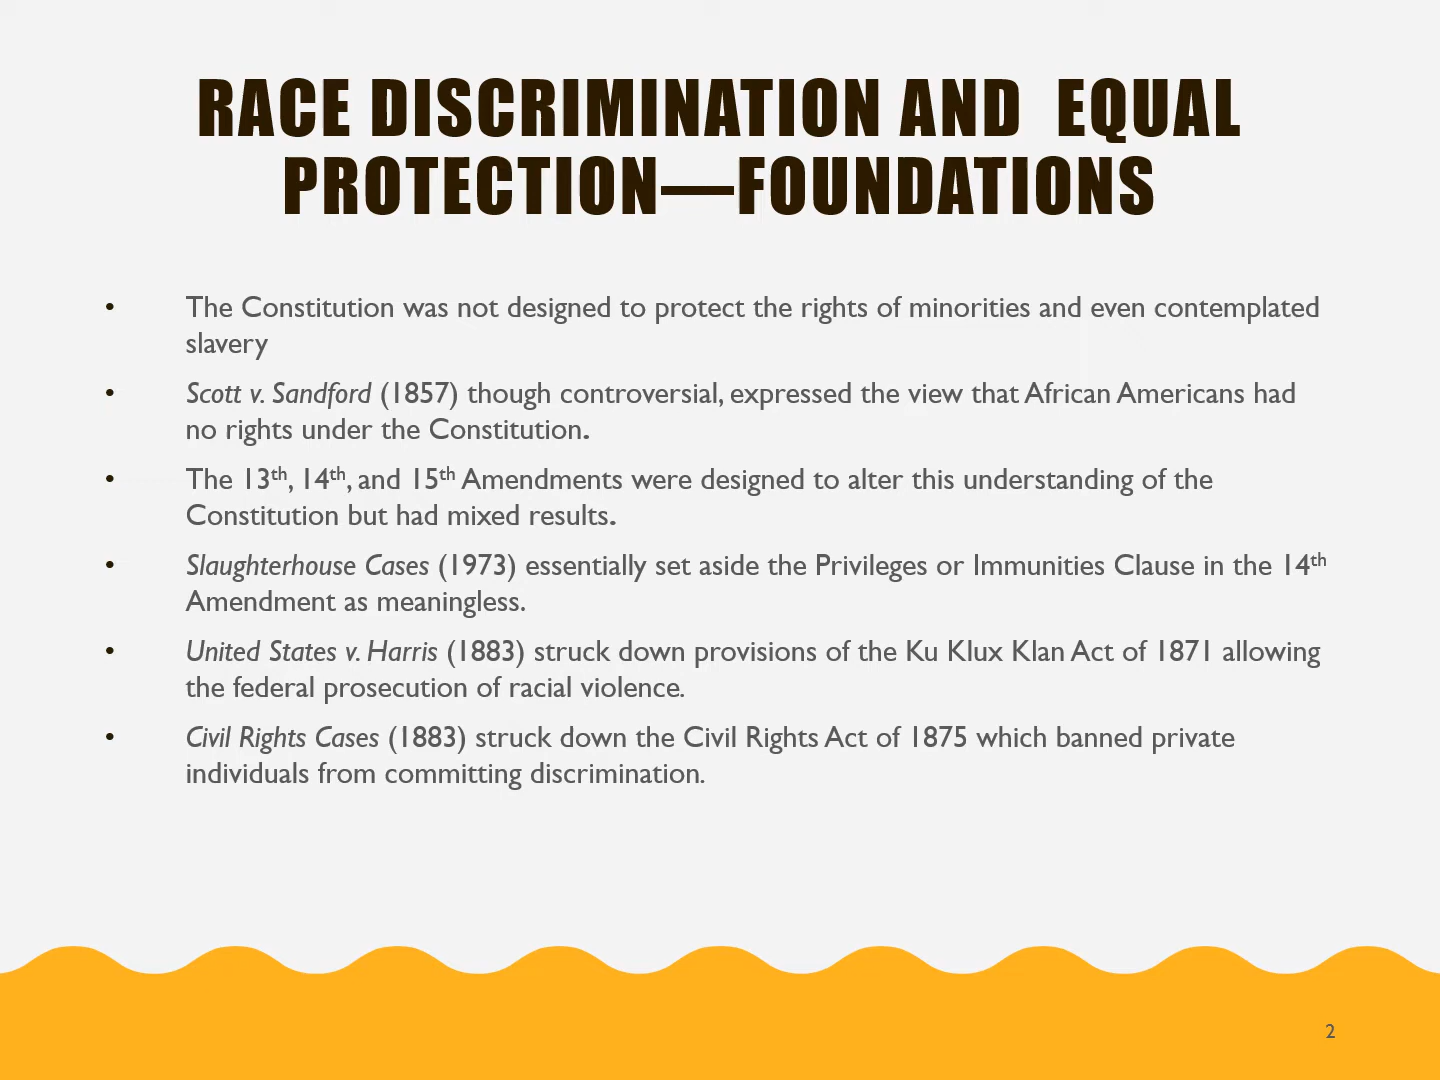 RACE DISCRIMINATION AND EQUAL
PROTECTION—FOUNDATIONS
• The Constitution was not designed to protect the rights of minorities and even contemplated
slavery
• Scott v. Sandford (1857) though controversial, expressed the view that African Americans had
no rights under the Constitution.
• The 13th, 14th, and 15th Amendments were designed to alter this understanding of the
Constitution but had mixed results.
• Slaughterhouse Cases (1973) essentially set aside the Privileges or Immunities Clause in the 14th
Amendment as meaningless.
• United States v. Harris (1883) struck down provisions of the Ku Klux Klan Act of 1871 allowing
the federal prosecution of racial violence.
• Civil Rights Cases (1883) struck down the Civil Rights Act of 1875 which banned private
individuals from committing discrimination.
2